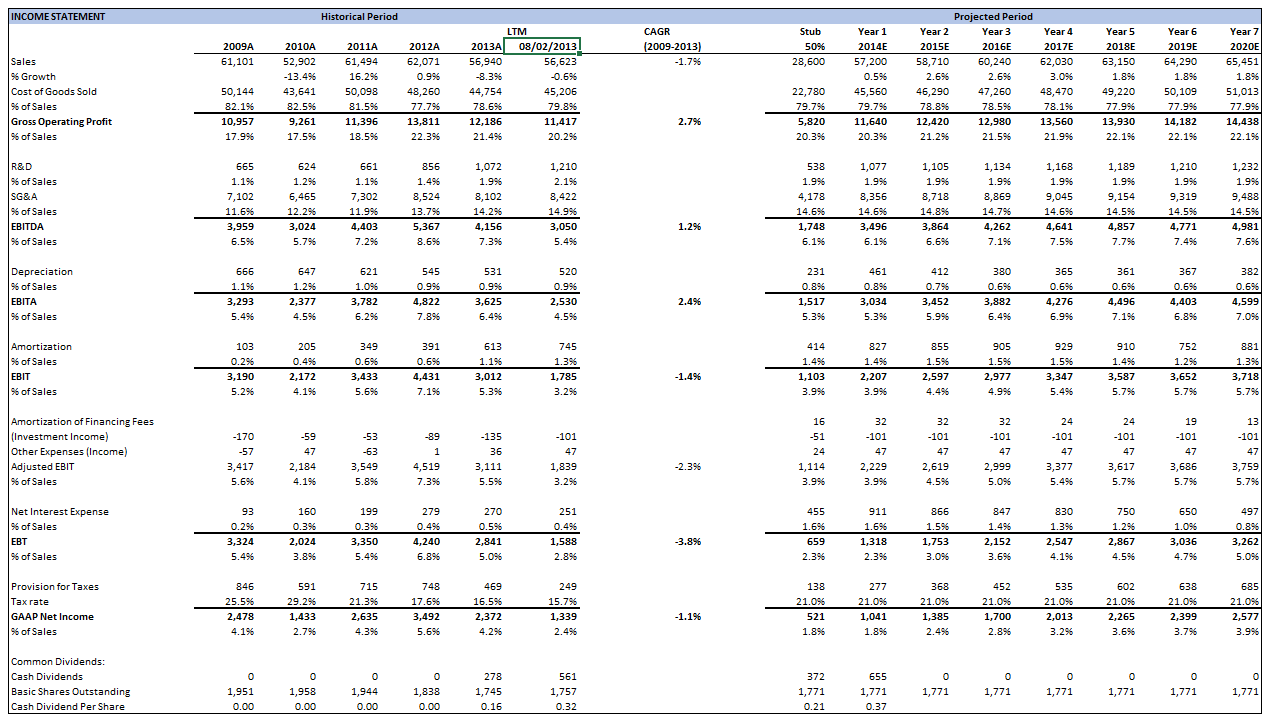 INCOME STATEMENT Historical Period Projected Period
LTM CAGR Stub Year 1 Year 2 Year 3 Year 4 Year 5 Year 6 Year 7
2009A 2010A 2011A 2012A 2013A 08/02/2013 (2009-2013) 50% 2014E 2015E 2016E 2017E 2018E 2019E 2020E
Sales 61,101 52,902 61,494 62,071 56,940 56,623 -1.7% 28,600 57,200 58,710 60,240 62,030 63,150 64,290 65,451
% Growth -13.4% 16.2% 0.9% -8.3% -0.6% 0.5% 2.6% 2.6% 3.0% 1.8% 1.8% 1.8%
Cost of Goods Sold 50,144 43,641 50,098 48,260 44,754 45,206 22,780 45,560 46,290 47,260 48,470 49,220 50,109 51,013
% of Sales 82.1% 82.5% 81.5% 77.7% 78.6% 79.8% 79.7% 79.7% 78.8% 78.5% 78.1% 77.9% 77.9% 77.9%
Gross Operating Profit 10,957 9,261 11,396 13,811 12,186 11,417 2.7% 5,820 11,640 12,420 12,980 13,560 13,930 14,182 14,438
% of Sales 17.9% 17.5% 18.5% 22.3% 21.4% 20.2% 20.3% 20.3% 21.2% 21.5% 21.9% 22.1% 22.1% 22.1%
R&D 665 624 661 856 1,072 1,210 538 1,077 1,105 1,134 1,168 1,189 1,210 1,232
% of Sales 1.1% 1.2% 1.1% 1.4% 1.9% 2.1% 1.9% 1.9% 1.9% 1.9% 1.9% 1.9% 1.9% 1.9%
SG&A 7,102 6,465 7,302 8,524 8,102 8,422 4,178 8,356 8,718 8,869 9,045 9,154 9,319 9,488
% of Sales 11.6% 12.2% 11.9% 13.7% 14.2% 14.9% 14.6% 14.6% 14.8% 14.7% 14.6% 14.5% 14.5% 14.5%
EBITDA 3,959 3,024 4,403 5,367 4,156 3,050 1.2% 1,748 3,496 3,864 4,262 4,641 4,857 4,771 4,981
% of Sales 6.5% 5.7% 7.2% 8.6% 7.3% 5.4% 6.1% 6.1% 6.6% 7.1% 7.5% 7.7% 7.4% 7.6%
Depreciation 666 647 621 545 531 520 231 461 412 380 365 361 367 382
% of Sales 1.1% 1.2% 1.0% 0.9% 0.9% 0.9% 0.8% 0.8% 0.7% 0.6% 0.6% 0.6% 0.6% 0.6%
EBITA 3,293 2,377 3,782 4,822 3,625 2,530 2.4% 1,517 3,034 3,452 3,882 4,276 4,496 4,403 4,599
% of Sales 5.4% 4.5% 6.2% 7.8% 6.4% 4.5% 5.3% 5.3% 5.9% 6.4% 6.9% 7.1% 6.8% 7.0%
Amortization 103 205 349 391 613 745 414 827 855 905 929 910 752 881
% of Sales 0.2% 0.4% 0.6% 0.6% 1.1% 1.3% 1.4% 1.4% 1.5% 1.5% 1.5% 1.4% 1.2% 1.3%
EBIT 3,190 2,172 3,433 4,431 3,012 1,785 -1.4% 1,103 2,207 2,597 2,977 3,347 3,587 3,652 3,718
% of Sales 5.2% 4.1% 5.6% 7.1% 5.3% 3.2% 3.9% 3.9% 4.4% 4.9% 5.4% 5.7% 5.7% 5.7%
Amortization of Financing Fees 16 32 32 32 24 24 19 13
(Investment Income) -170 -59 -53 -89 -135 -101 -51 -101 -101 -101 -101 -101 -101 -101
Other Expenses (Income) -57 47 -63 1 36 47 24 47 47 47 47 47 47 47
Adjusted EBIT 3,417 2,184 3,549 4,519 3,111 1,839 -2.3% 1,114 2,229 2,619 2,999 3,377 3,617 3,686 3,759
% of Sales 5.6% 4.1% 5.8% 7.3% 5.5% 3.2% 3.9% 3.9% 4.5% 5.0% 5.4% 5.7% 5.7% 5.7%
Net Interest Expense 93 160 199 279 270 251 455 911 866 847 830 750 650 497
% of Sales 0.2% 0.3% 0.3% 0.4% 0.5% 0.4% 1.6% 1.6% 1.5% 1.4% 1.3% 1.2% 1.0% 0.8%
EBT 3,324 2,024 3,350 4,240 2,841 1,588 -3.8% 659 1,318 1,753 2,152 2,547 2,867 3,036 3,262
% of Sales 5.4% 3.8% 5.4% 6.8% 5.0% 2.8% 2.3% 2.3% 3.0% 3.6% 4.1% 4.5% 4.7% 5.0%
Provision for Taxes 846 591 715 748 469 249 138 277 368 452 535 602 638 685
Tax rate 25.5% 29.2% 21.3% 17.6% 16.5% 15.7% 21.0% 21.0% 21.0% 21.0% 21.0% 21.0% 21.0% 21.0%
GAAP Net Income 2,478 1,433 2,635 3,492 2,372 1,339 -1.1% 521 1,041 1,385 1,700 2,013 2,265 2,399 2,577
% of Sales 4.1% 2.7% 4.3% 5.6% 4.2% 2.4% 1.8% 1.8% 2.4% 2.8% 3.2% 3.6% 3.7% 3.9%
Common Dividends:
Cash Dividends 0 0 0 0 278 561 372 655 0 0 0 0 0 0
Basic Shares Outstanding 1,951 1,958 1,944 1,838 1,745 1,757 1,771 1,771 1,771 1,771 1,771 1,771 1,771 1,771
Cash Dividend Per Share 0.00 0.00 0.00 0.00 0.16 0.32 0.21 0.37